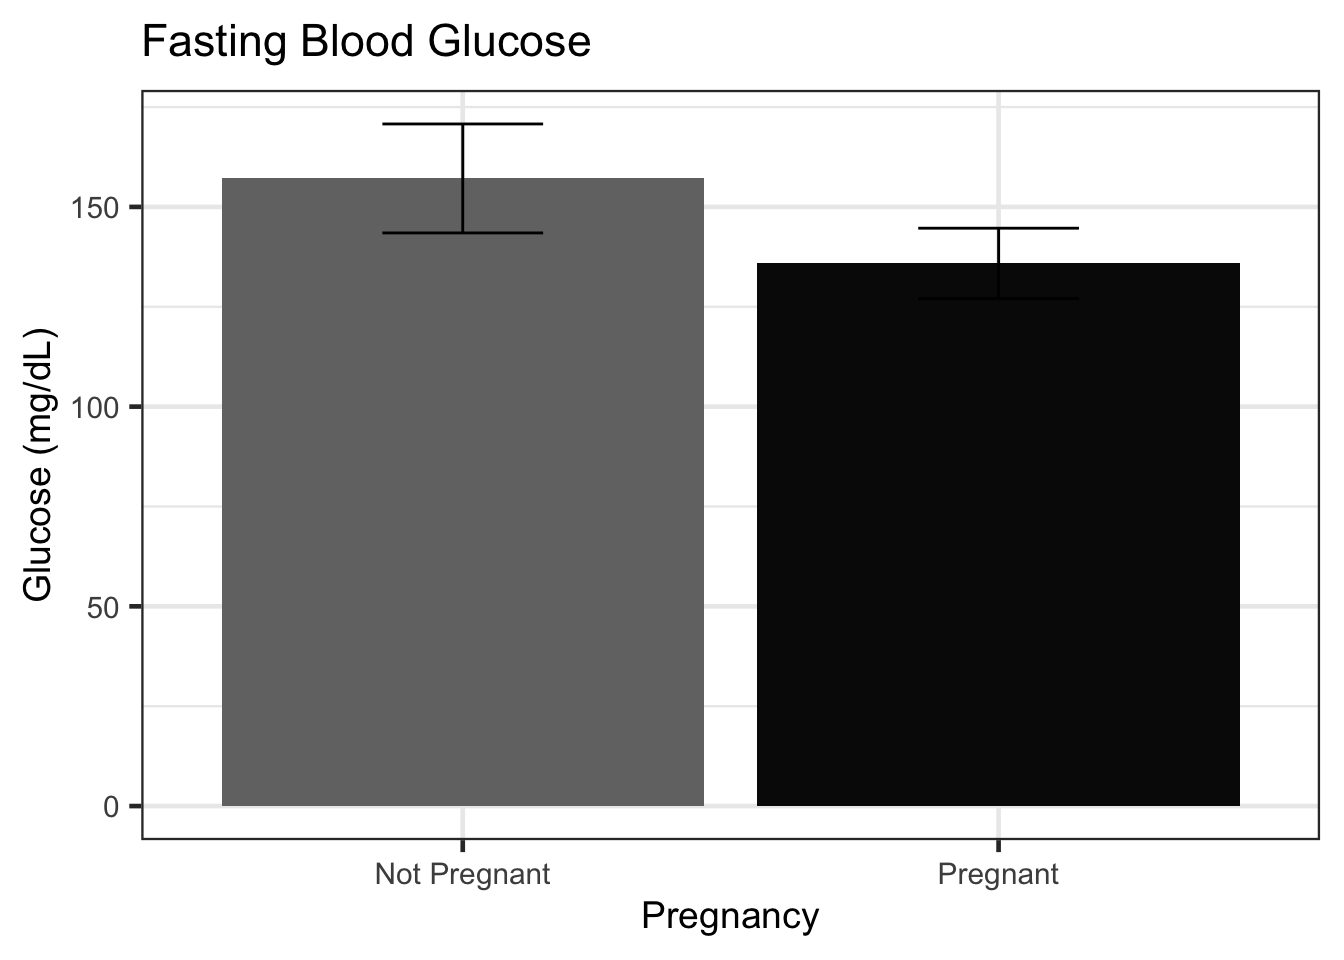 Fasting Blood Glucose
Glucose (mg/dL)
150
100
50
0
Not Pregnant
Pregnant
Pregnancy